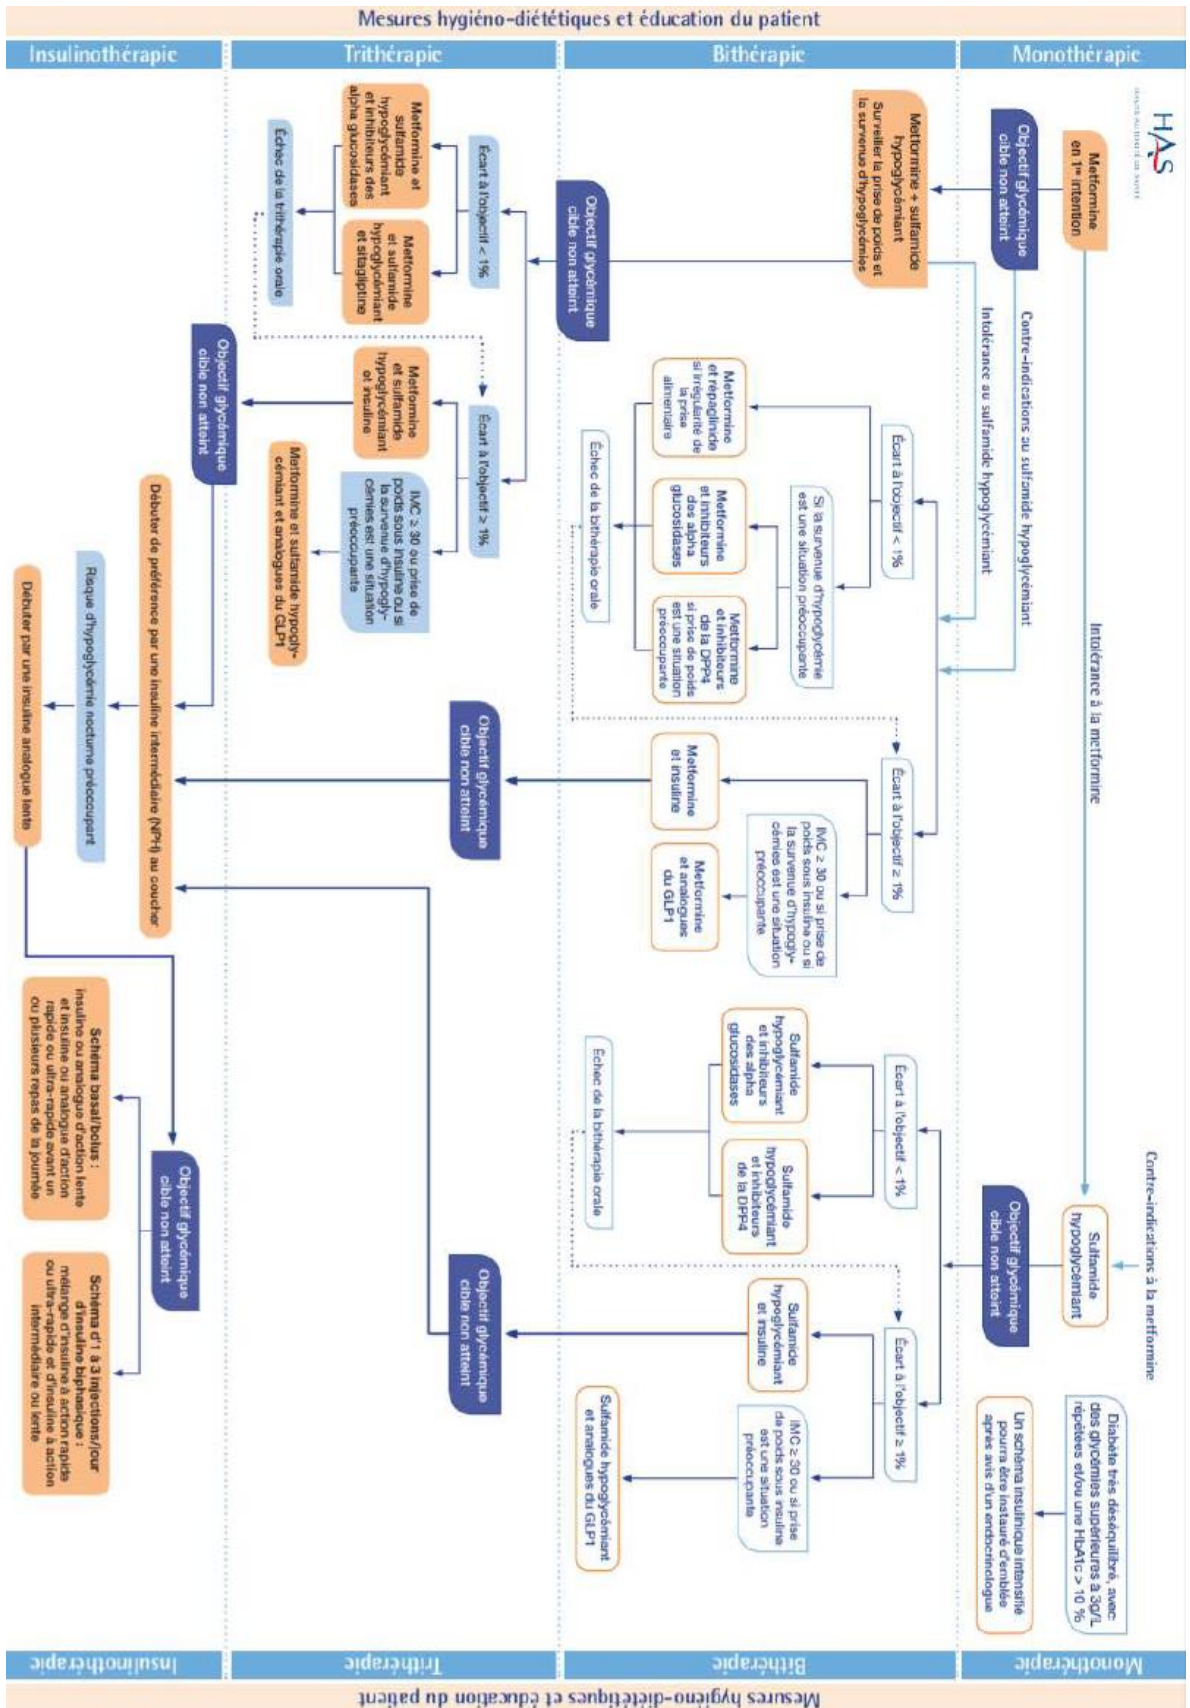 Mesures hygiéno-diététiques et éducation du patient
Monothérapie
HAS
HAUTE AUTORITÉ DE SANTÉ
Metformine
en 1re intention
Objectif glycémique
cible non atteint
Intolérance à la metformine
Contre-indications à la metformine
Sulfamide
hypoglycémiant
Objectif glycémique
cible non atteint
Diabète très déséquilibré, avec:
des glycémies supérieures à 3g/L
répétées et/ou une HbA1c > 10 %
Un schéma insulinique intensifié
pourra être instauré d'emblée
après avis d'un endocrinologue
Contre-indications au sulfamide hypoglycémiant
Intolérance au sulfamide hypoglycémiant
Monothérapie
Bithérapie
Metformine + sulfamide
hypoglycémiant
Surveiller la prise de poids et
la survenue d'hypoglycémies
Écart à l'objectif < 1%
Si la survenue d'hypoglycémie
est une situation préoccupante
Metformine
et répaglinide
si irrégularité de
la prise
alimentaire
Metformine
et inhibiteurs
des alpha
glucosidases
Metformine
et inhibiteurs
de la DPP4
si prise de poids
est une situation
préoccupante
Échec de la bithérapie orale
Écart à l'objectif ≥ 1%
IMC ≥ 30 ou si prise de
poids sous insuline ou si
la survenue d'hypogly-
cémies est une situation
préoccupante
Metformine
et insuline
Metformine
et analogues
du GLP1
Écart à l'objectif < 1%
Sulfamide
hypoglycémiant
et inhibiteurs
des alpha
glucosidases
Sulfamide
hypoglycémiant
et inhibiteurs
de la DPP4
Échec de la bithérapie orale
Écart à l'objectif ≥ 1%
Sulfamide
hypoglycémiant
et insuline
IMC ≥ 30 ou si prise
de poids sous insuline
est une situation
préoccupante
Sulfamide hypoglycémiant
et analogues du GLP1
Objectif glycémique
cible non atteint
Bithérapie
Trithérapie
Écart à l'objectif < 1%
Metformine et
sulfamide
hypoglycémiant
et inhibiteurs des
alpha glucosidases
Metformine
et sulfamide
hypoglycémiant
et sitagliptine
Échec de la trithérapie orale
Écart à l'objectif ≥ 1%
Metformine
et sulfamide
hypoglycémiant
et insuline
IMC ≥ 30 ou prise de
poids sous insuline ou si
la survenue d'hypogly-
cémies est une situation
préoccupante
Metformine et sulfamide hypogly-
cémiant et analogues du GLP1
Objectif glycémique
cible non atteint
Objectif glycémique
cible non atteint
Objectif glycémique
cible non atteint
Trithérapie
Insulinothérapie
Débuter de préférence par une insuline intermédiaire (NPH) au coucher
Risque d'hypoglycémie nocturne préoccupant
Débuter par une insuline analogue lente
Objectif glycémique
cible non atteint
Schéma basal/bolus :
insuline ou analogue d'action lente
et insuline ou analogue d'action
rapide ou ultra-rapide avant un
ou plusieurs repas de la journée
Schéma d'1 à 3 injections/jour
d'insuline biphasique :
mélange d'insuline à action rapide
ou ultra-rapide et d'insuline à action
intermédiaire ou lente
Insulinothérapie
Mesures hygiéno-diététiques et éducation du patient